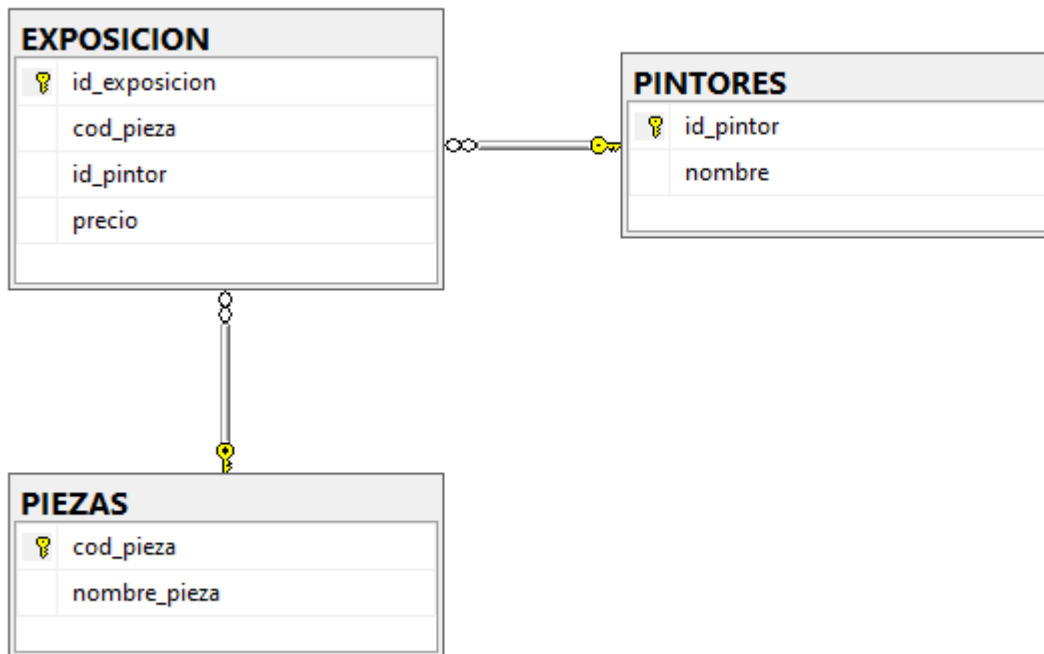 EXPOSICION
id_exposicion
cod_pieza
id_pintor
precio
PINTORES
id_pintor
nombre
PIEZAS
cod_pieza
nombre_pieza